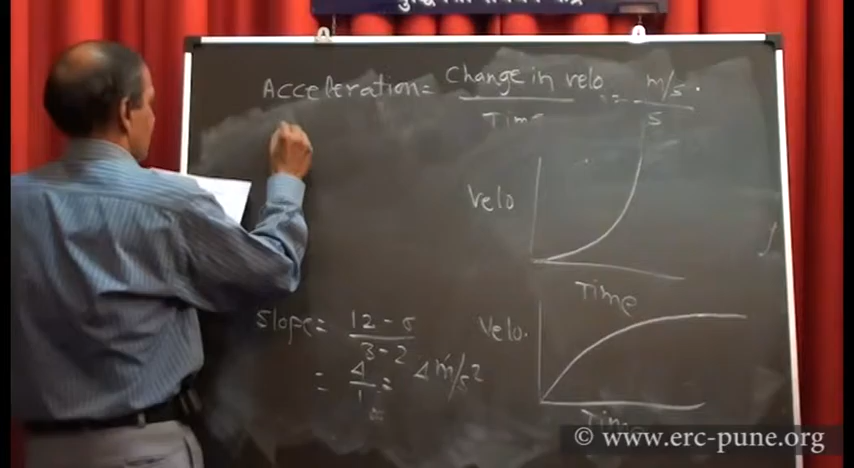 Acceleration = Change in velo / Time = m/s / s
Velo
Time
Slope = 12 - 8 / 3 - 2
= 4 / 1 = 4 m/s2
Velo.
Time
© www.erc-pune.org